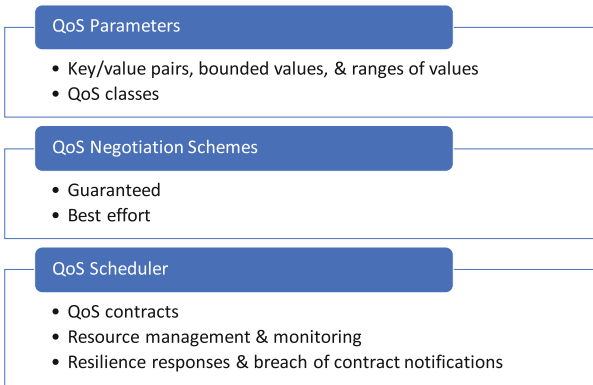 QoS Parameters
• Key/value pairs, bounded values, & ranges of values
• QoS classes
QoS Negotiation Schemes
• Guaranteed
• Best effort
QoS Scheduler
• QoS contracts
• Resource management & monitoring
• Resilience responses & breach of contract notifications